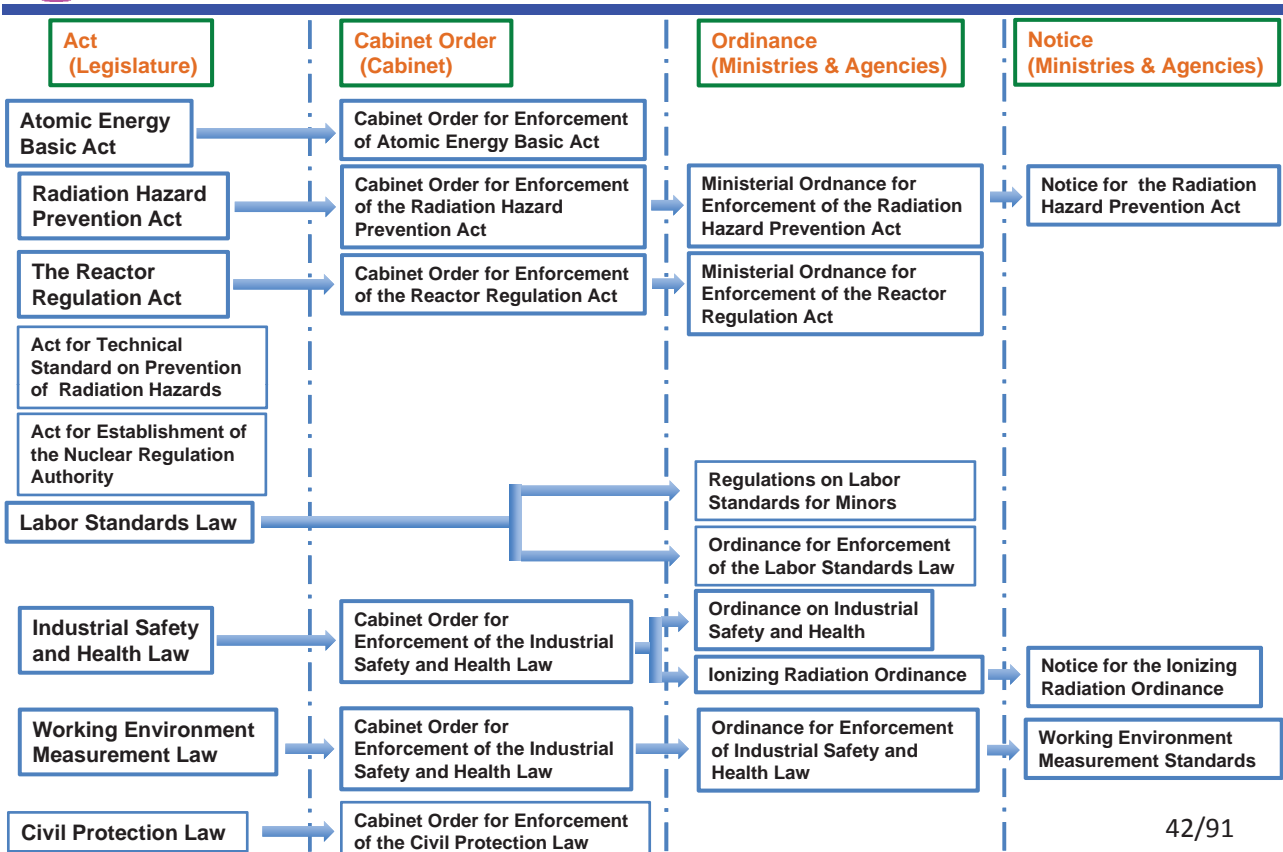 Act
(Legislature)
Cabinet Order
(Cabinet)
Ordinance
(Ministries & Agencies)
Notice
(Ministries & Agencies)
Atomic Energy
Basic Act
Cabinet Order for Enforcement
of Atomic Energy Basic Act
Radiation Hazard
Prevention Act
Cabinet Order for Enforcement
of the Radiation Hazard
Prevention Act
Ministerial Ordnance for
Enforcement of the Radiation
Hazard Prevention Act
Notice for the Radiation
Hazard Prevention Act
The Reactor
Regulation Act
Cabinet Order for Enforcement
of the Reactor Regulation Act
Ministerial Ordnance for
Enforcement of the Reactor
Regulation Act
Act for Technical
Standard on Prevention
of Radiation Hazards
Act for Establishment of
the Nuclear Regulation
Authority
Labor Standards Law
Regulations on Labor
Standards for Minors
Ordinance for Enforcement
of the Labor Standards Law
Industrial Safety
and Health Law
Cabinet Order for
Enforcement of the Industrial
Safety and Health Law
Ordinance on Industrial
Safety and Health
Ionizing Radiation Ordinance
Notice for the Ionizing
Radiation Ordinance
Working Environment
Measurement Law
Cabinet Order for
Enforcement of the Industrial
Safety and Health Law
Ordinance for Enforcement
of Industrial Safety and
Health Law
Working Environment
Measurement Standards
Civil Protection Law
Cabinet Order for Enforcement
of the Civil Protection Law
42/91